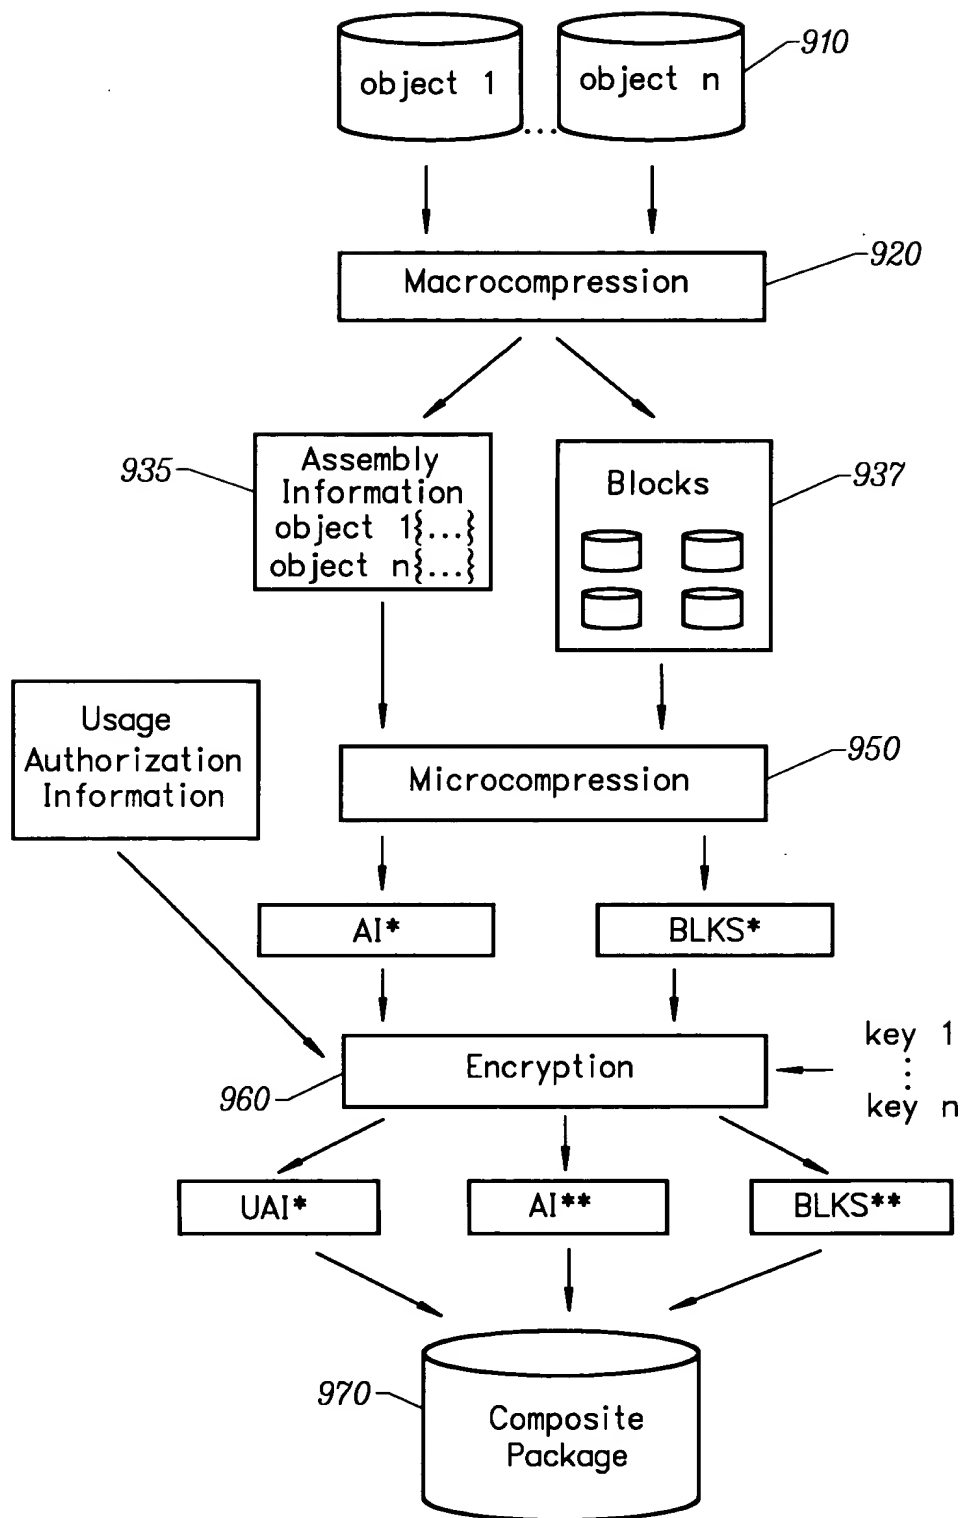 object 1
object n
910
...
Macrocompression
920
935
Assembly
Information
object 1{...}
object n{...}
Blocks
937
Usage
Authorization
Information
Microcompression
950
AI*
BLKS*
Encryption
960
key 1
⋮
key n
UAI*
AI**
BLKS**
970
Composite
Package